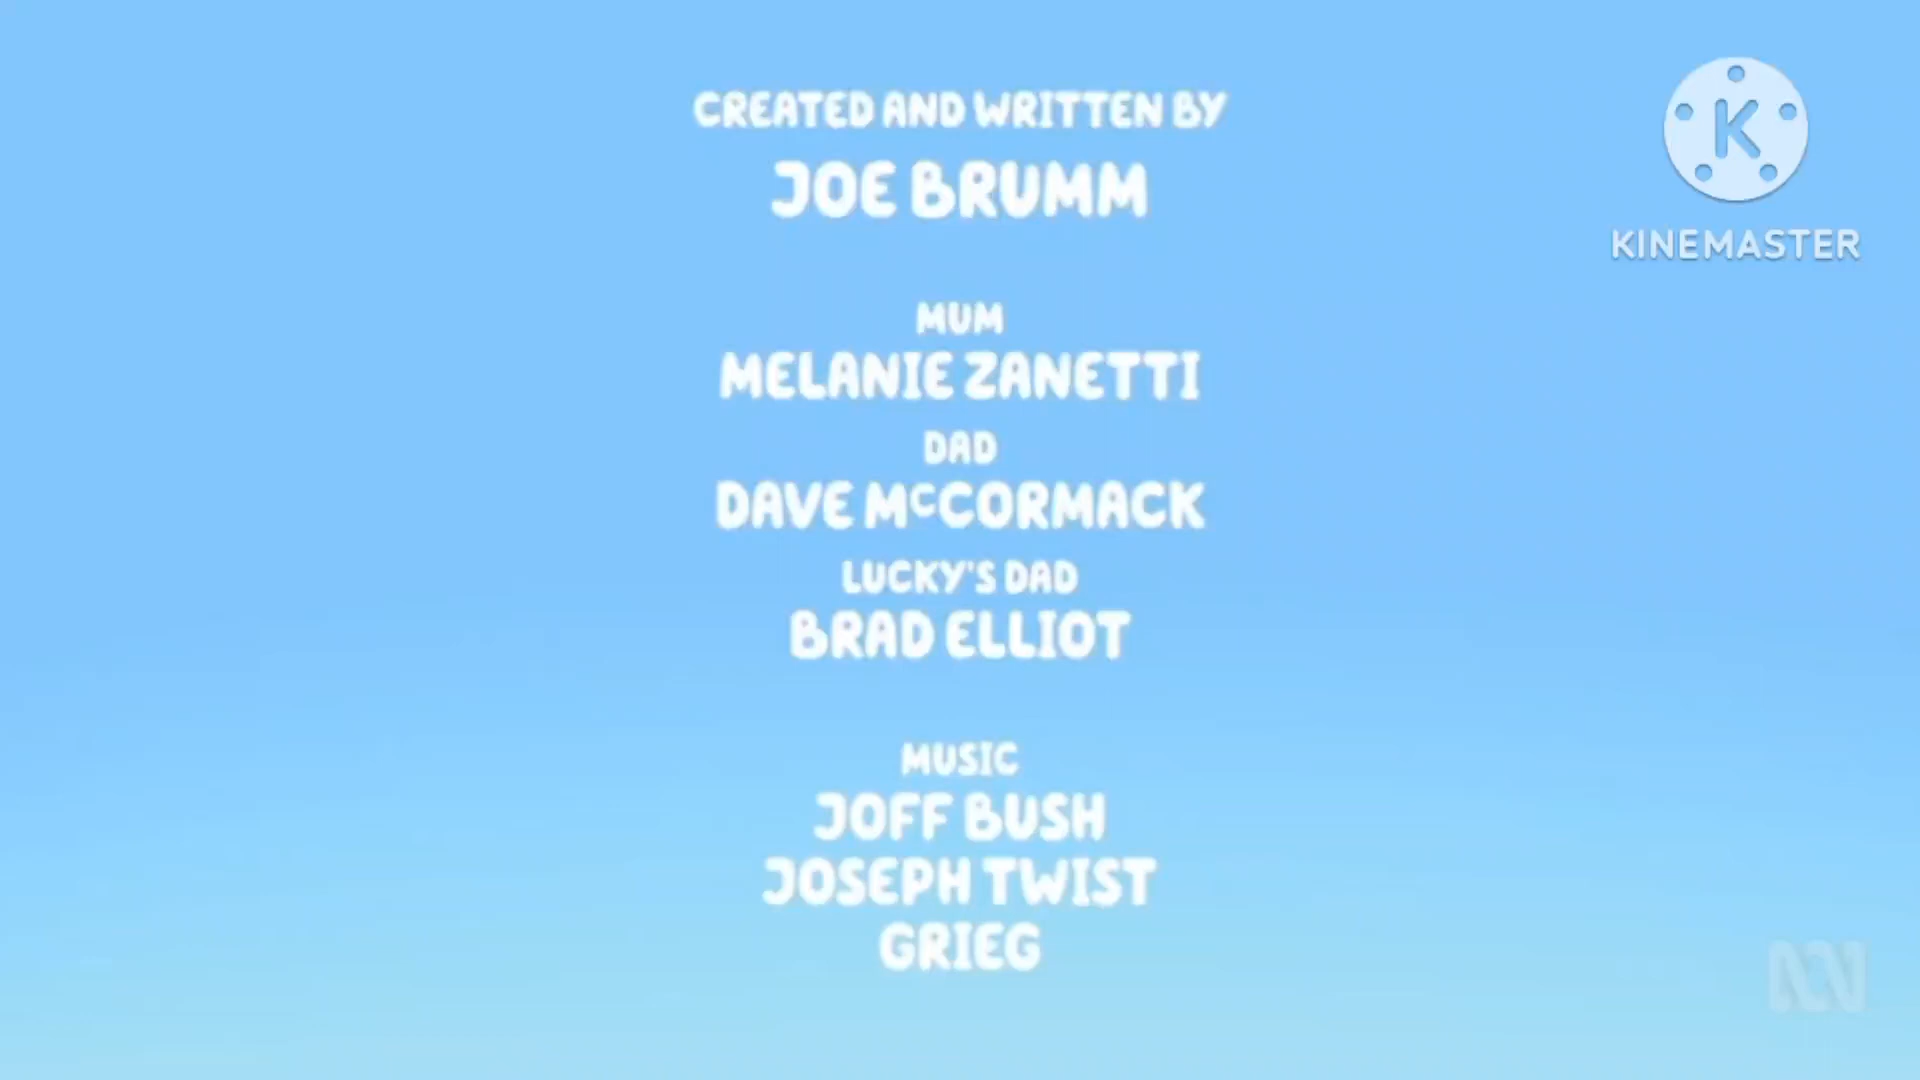 CREATED AND WRITTEN BY
JOE BRUMM
MUM
MELANIE ZANETTI
DAD
DAVE McCORMACK
LUCKY'S DAD
BRAD ELLIOT
MUSIC
JOFF BUSH
JOSEPH TWIST
GRIEG
K
KINEMASTER